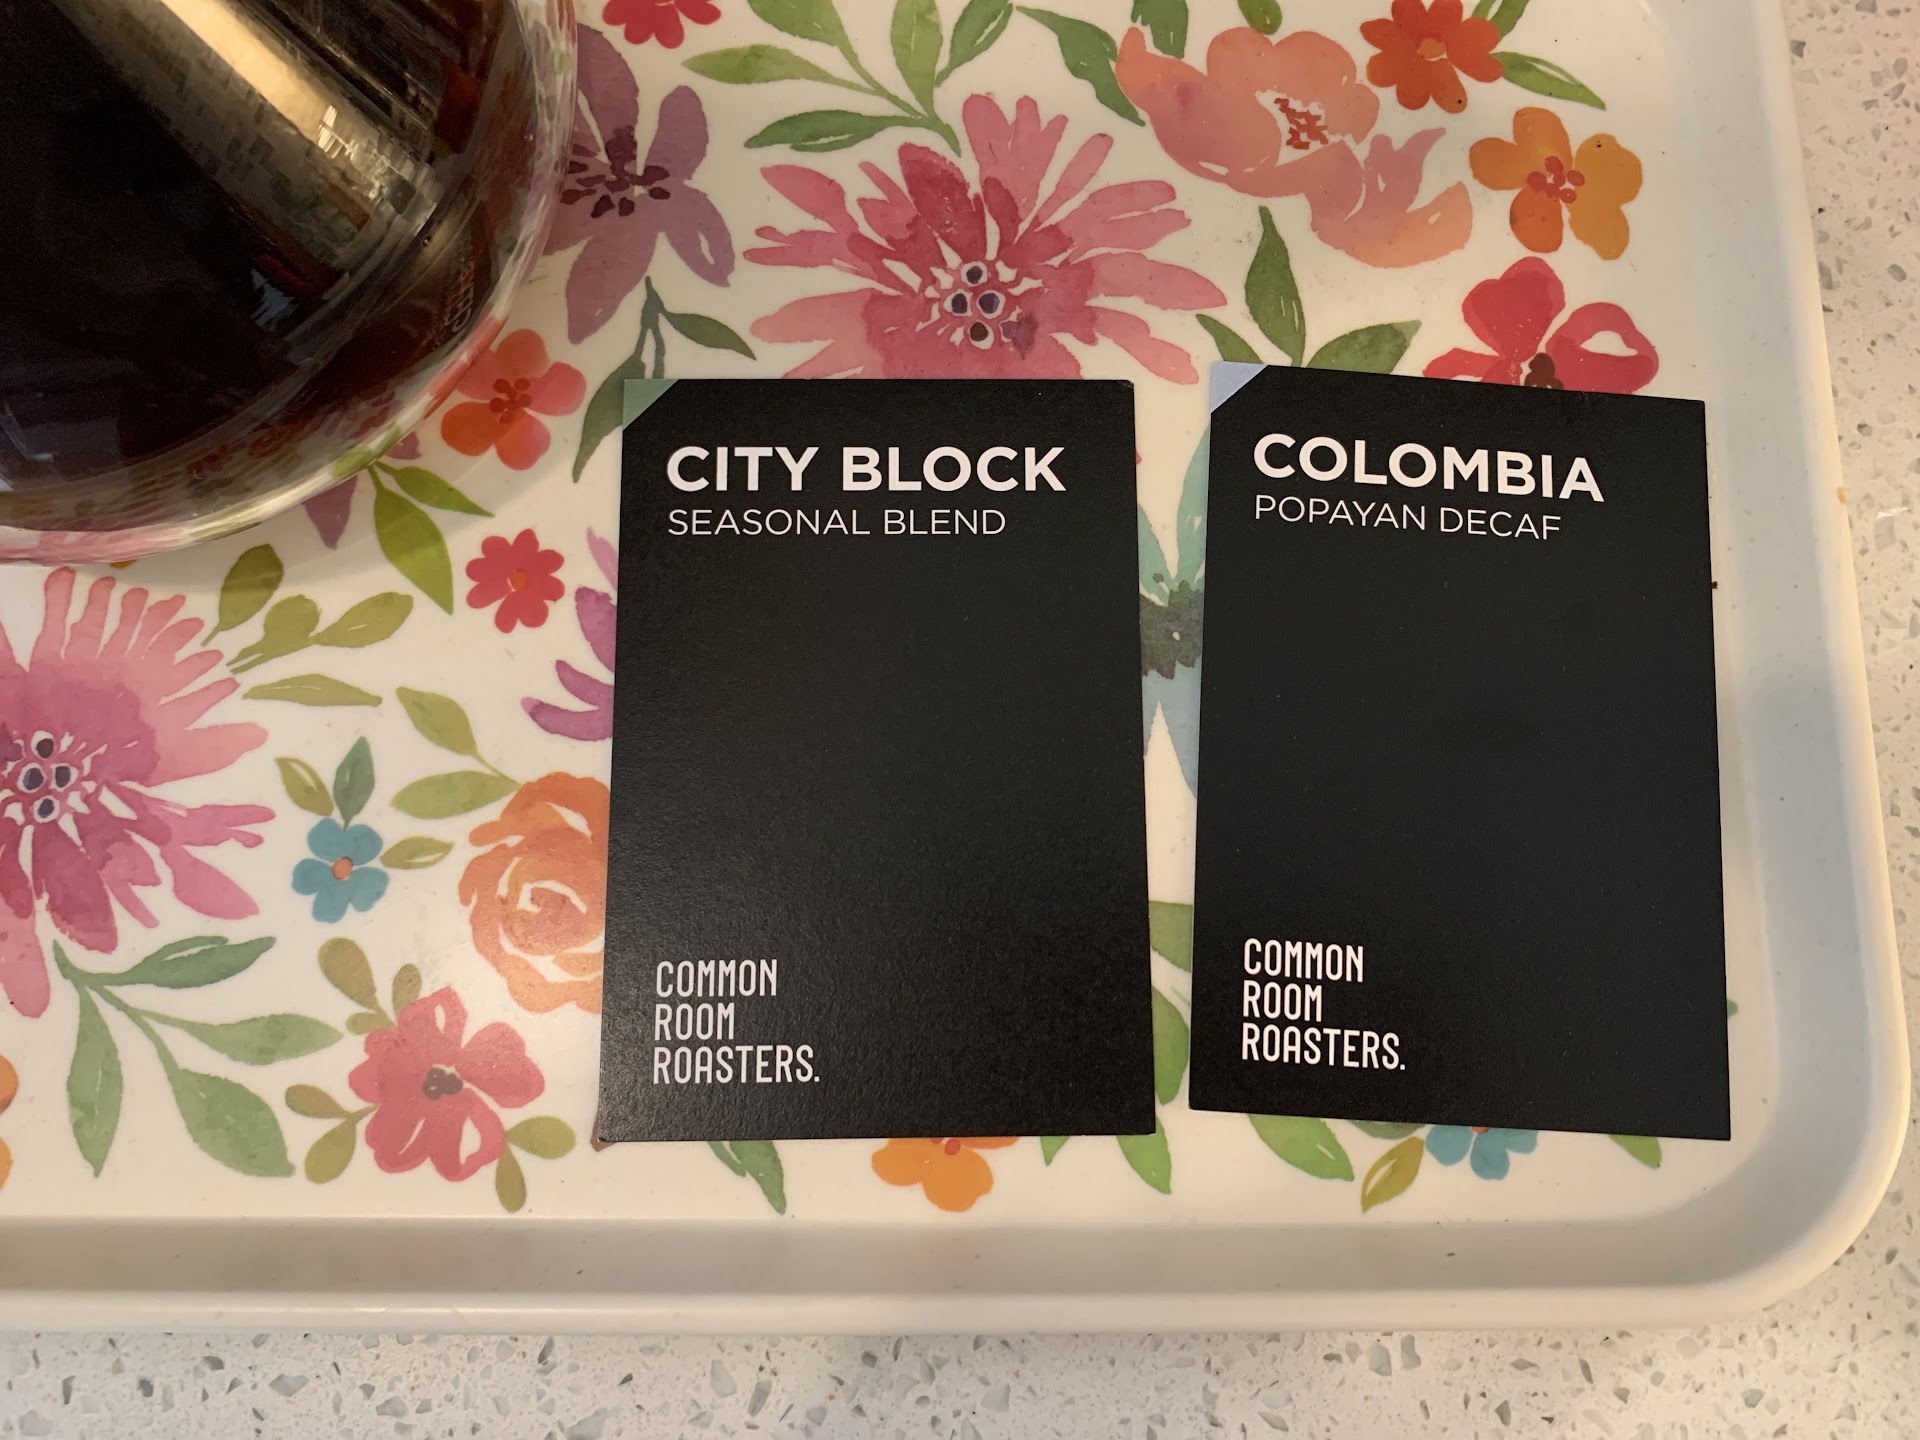 CITY BLOCK
SEASONAL BLEND
COMMON
ROOM
ROASTERS.
COLOMBIA
POPAYAN DECAF
COMMON
ROOM
ROASTERS.